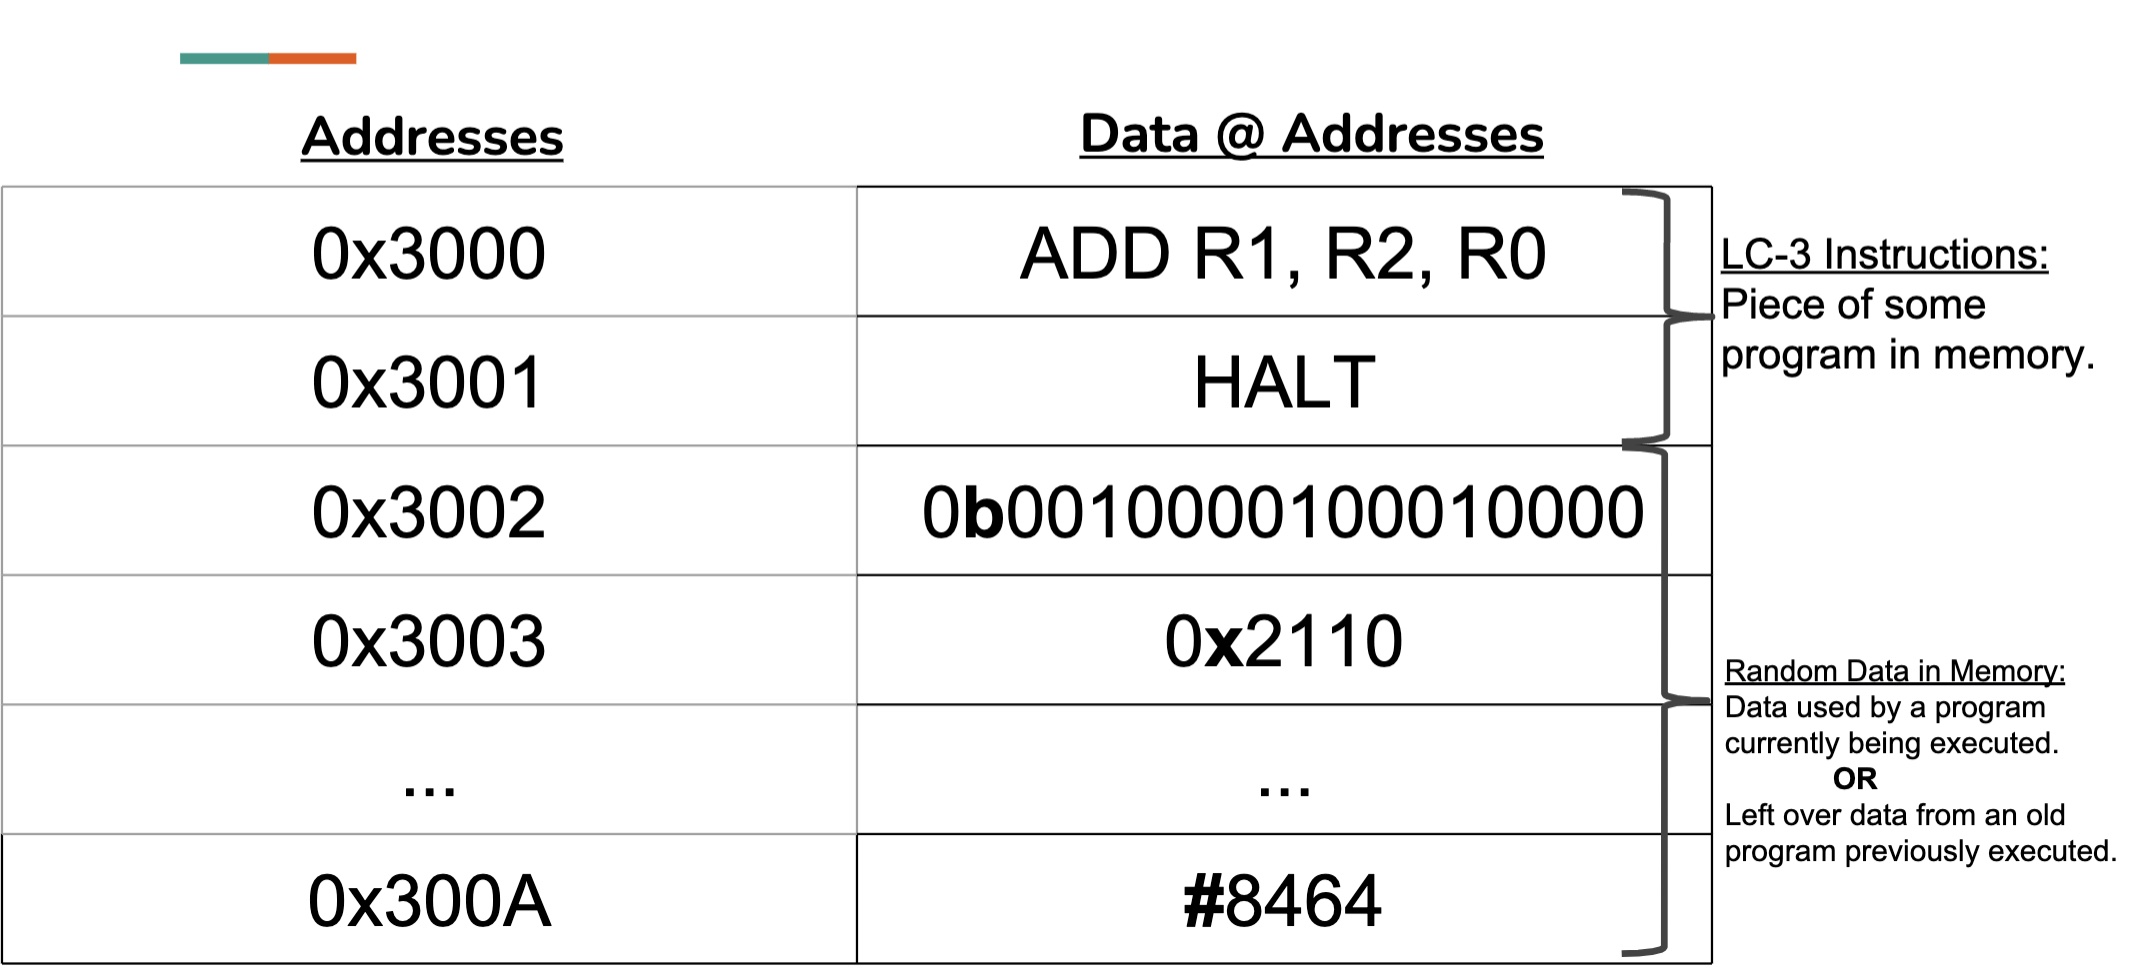 Addresses Data @ Addresses
0x3000 ADD R1, R2, R0
0x3001 HALT
LC-3 Instructions:
Piece of some
program in memory.
0x3002 0b0010000100010000
0x3003 0x2110
... ...
0x300A #8464
Random Data in Memory:
Data used by a program
currently being executed.
OR
Left over data from an old
program previously executed.